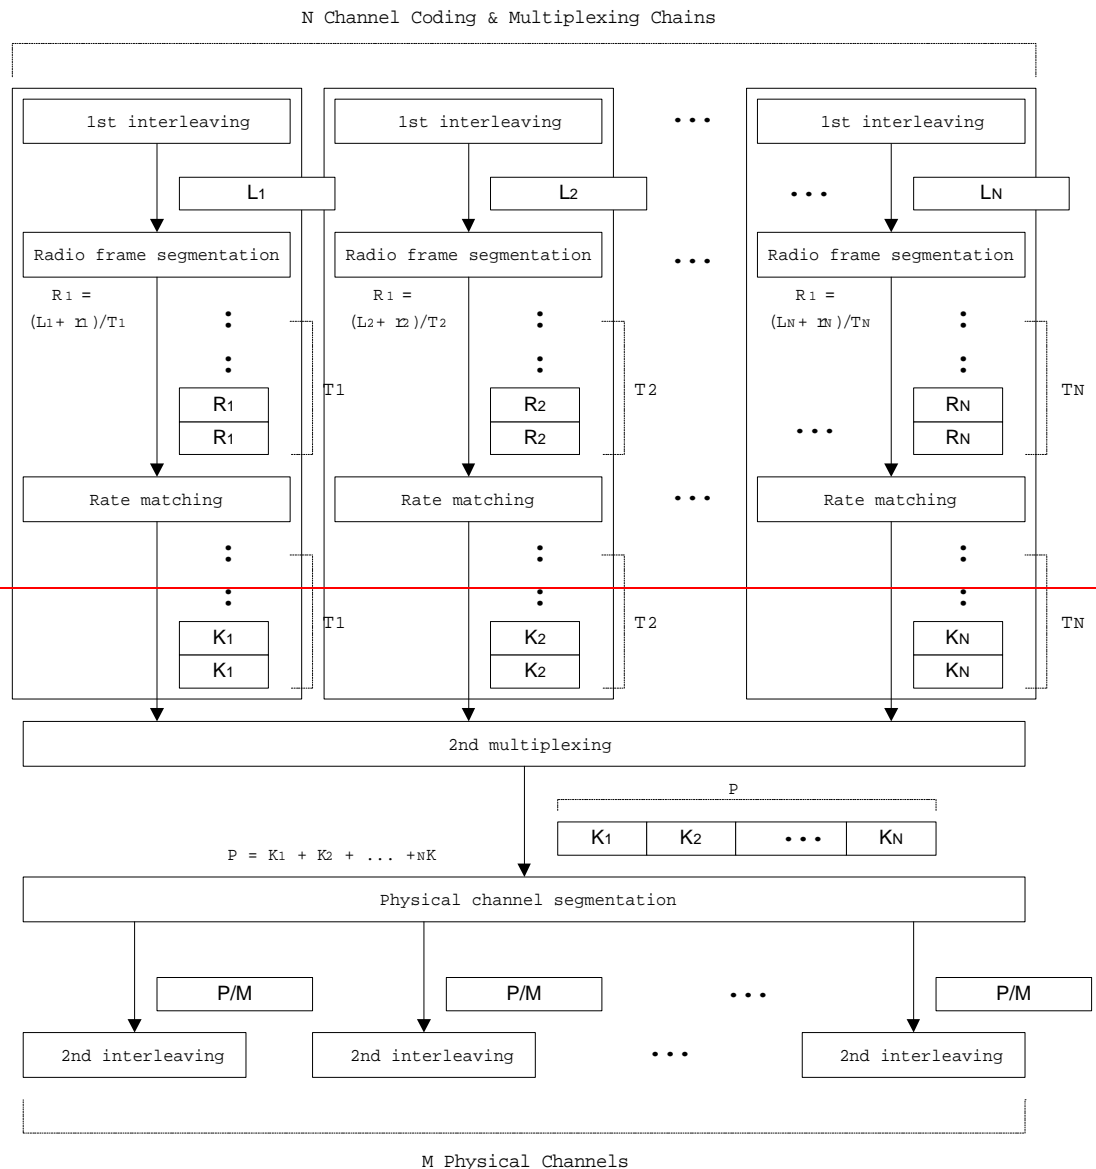 N Channel Coding & Multiplexing Chains
1st interleaving 1st interleaving ... 1st interleaving
L1 L2 ... LN
Radio frame segmentation Radio frame segmentation ... Radio frame segmentation
R1 = R1 = R1 =
(L1+ r1)/T1 (L2+ r2)/T2 (LN+ rN)/TN
T1 T2 TN
R1 R2 RN
R1 R2 ... RN
Rate matching Rate matching ... Rate matching
T1 T2 TN
K1 K2 KN
K1 K2 KN
2nd multiplexing
P
K1 K2 ... KN
P = K1 + K2 + ... +NK
Physical channel segmentation
P/M P/M ... P/M
2nd interleaving 2nd interleaving ... 2nd interleaving
M Physical Channels